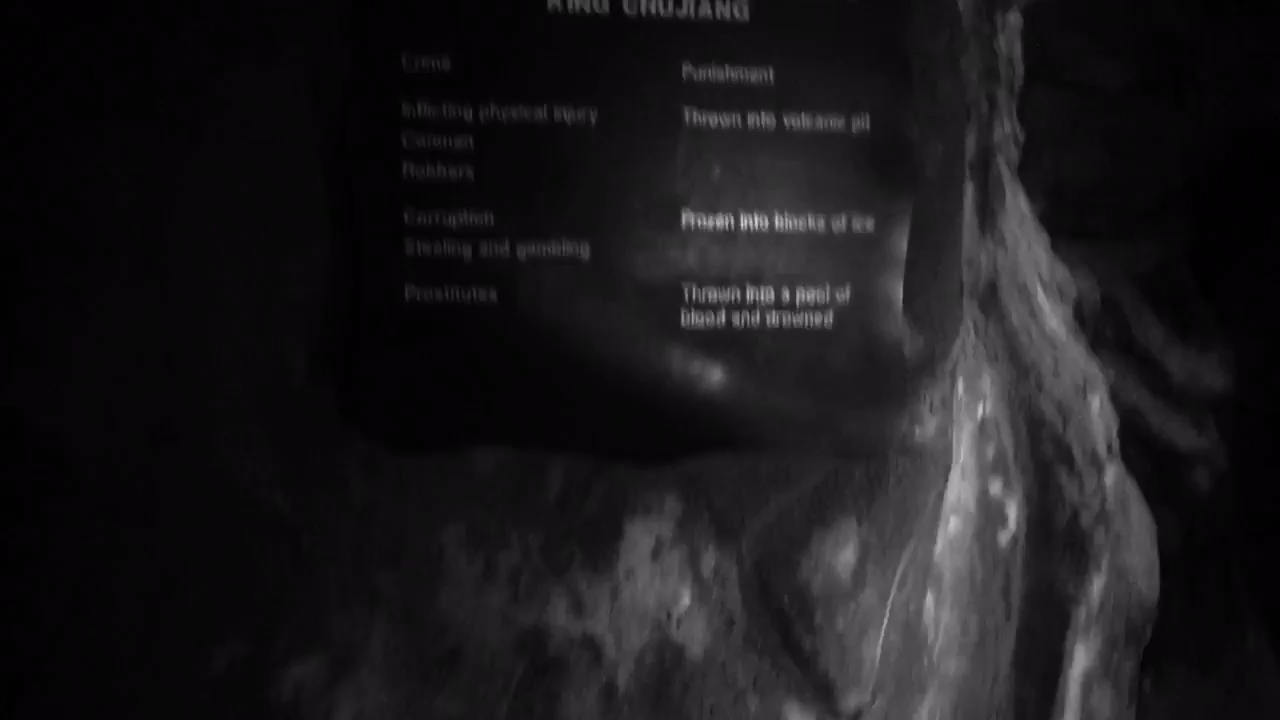 KING CHUJIANG
Crime
Punishment
Inflicting physical injury
Thrown into volcanic pit
Conmen
Robbers
Corruption
Frozen into blocks of ice
Stealing and gambling
Prostitutes
Thrown into a pool of
blood and drowned